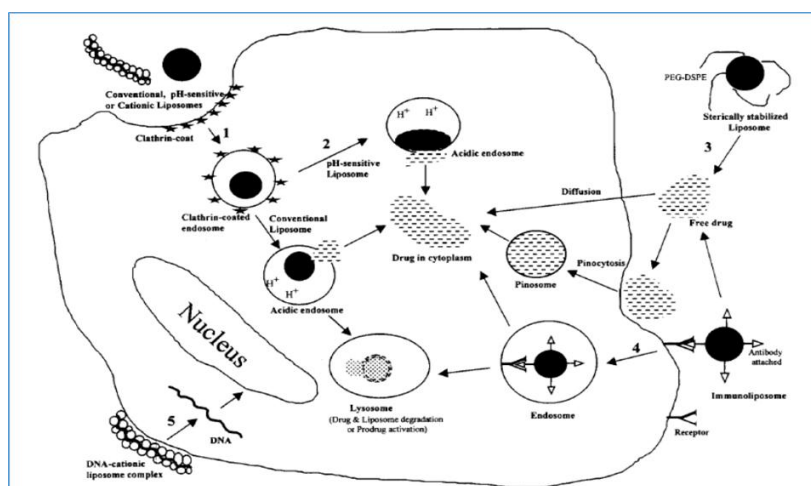 Conventional, pH-sensitive
or Cationic Liposomes
Clathrin-coat
1
2
pH-sensitive
Liposome
H+ H+
Acidic endosome
PEG-DSPE
Sterically stabilized
Liposome
3
Clathrin-coated
endosome
Conventional
Liposome
Diffusion
Free drug
Drug in cytoplasm
Pinosome
Pinocytosis
H+
H+
Acidic endosome
Nucleus
4
Antibody
attached
Immunoliposome
Endosome
Receptor
Lysosome
(Drug & Liposome degradation
or Prodrug activation)
5
DNA
DNA-cationic
liposome complex